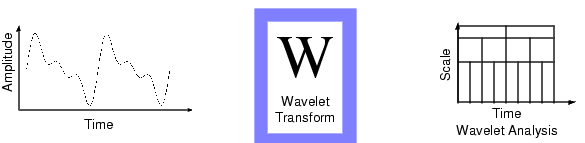 Amplitude
Time
W
Wavelet
Transform
Scale
Time
Wavelet Analysis